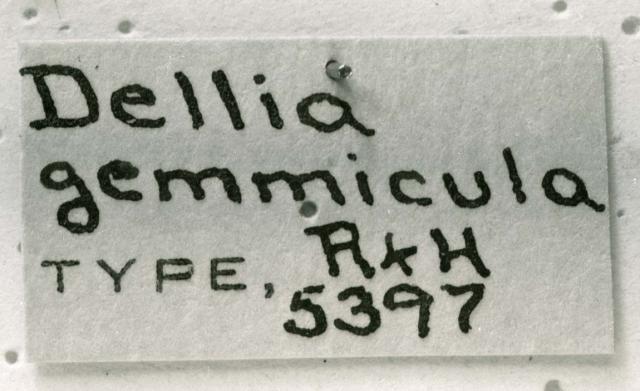 Dellia
gemmicula
TYPE, R&H
5397